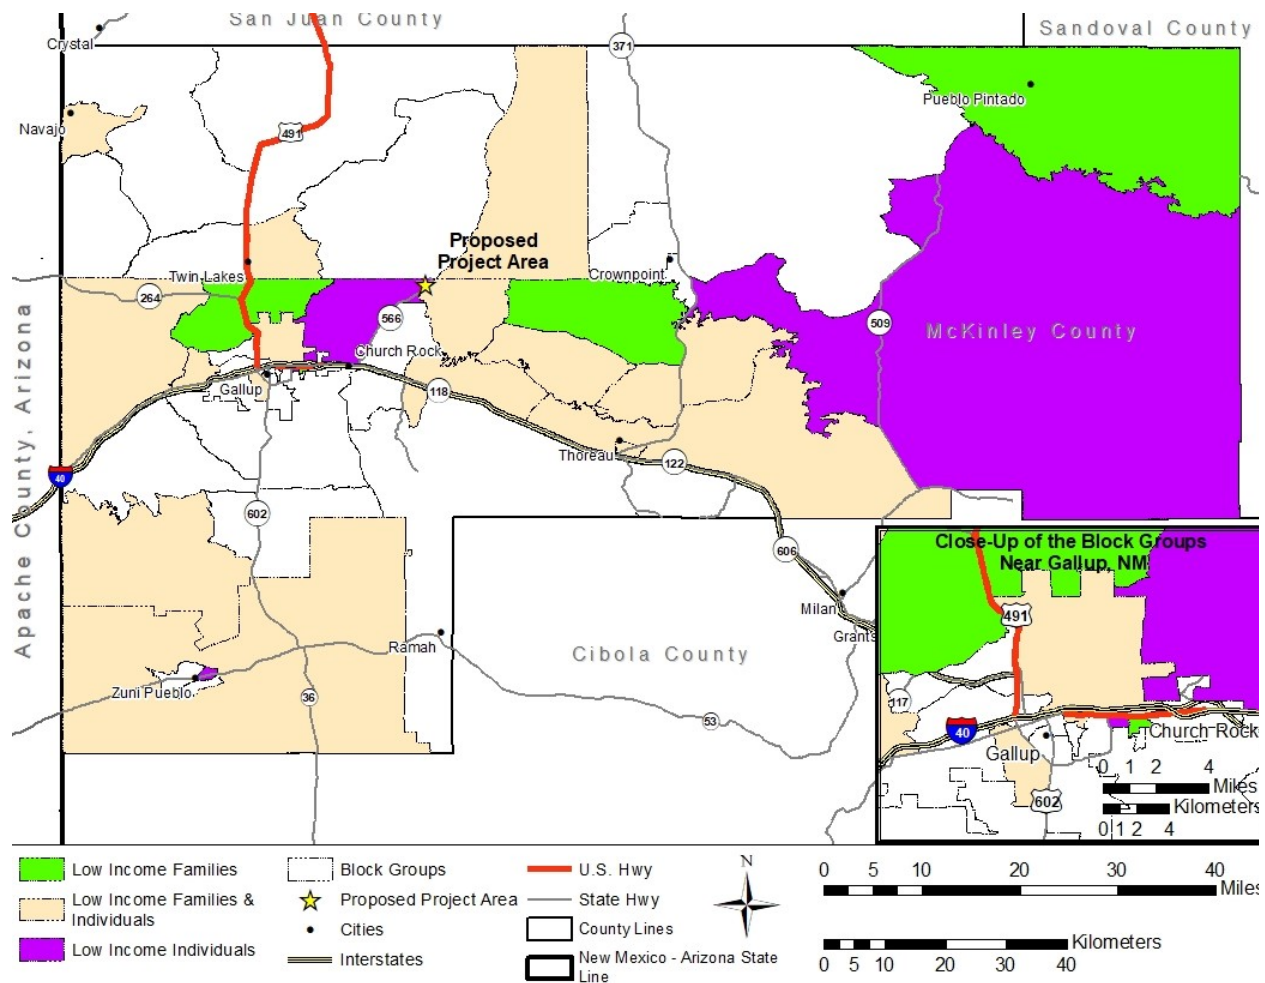 San Juan County
Sandoval County
Crystal
371
Pueblo Pintado
Navajo
491
Proposed
Project Area
Twin Lakes
Crownpoint
264
566
509
McKinley County
Church Rock
Gallup
118
Apache County, Arizona
Thoreau
122
40
602
606
Milan
Grants
Ramah
Cibola County
Zuni Pueblo
36
53
Close-Up of the Block Groups
Near Gallup, NM
491
117
40
Church Rock
Gallup
0 1 2 4
Miles
602
Kilometers
0 1 2 4
Low Income Families
Low Income Families &
Individuals
Low Income Individuals
Block Groups
Proposed Project Area
Cities
Interstates
U.S. Hwy
State Hwy
County Lines
New Mexico - Arizona State
Line
N
0 5 10 20 30 40
Miles
Kilometers
0 5 10 20 30 40